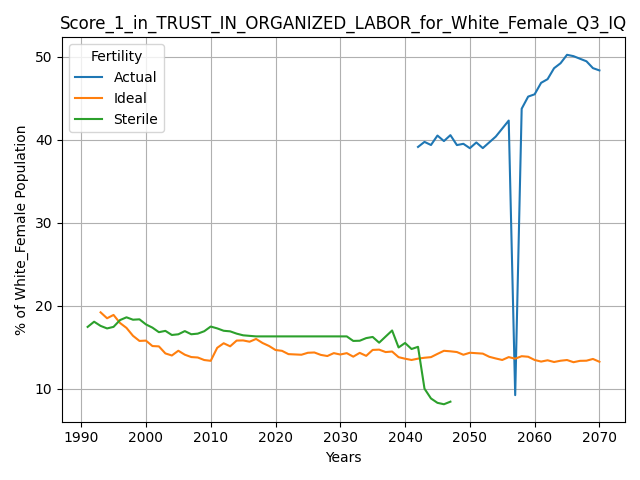 Score_1_in_TRUST_IN_ORGANIZED_LABOR_for_White_Female_Q3_IQ
Fertility
Actual
Ideal
Sterile
% of White_Female Population
50
40
30
20
10
1990 2000 2010 2020 2030 2040 2050 2060 2070
Years